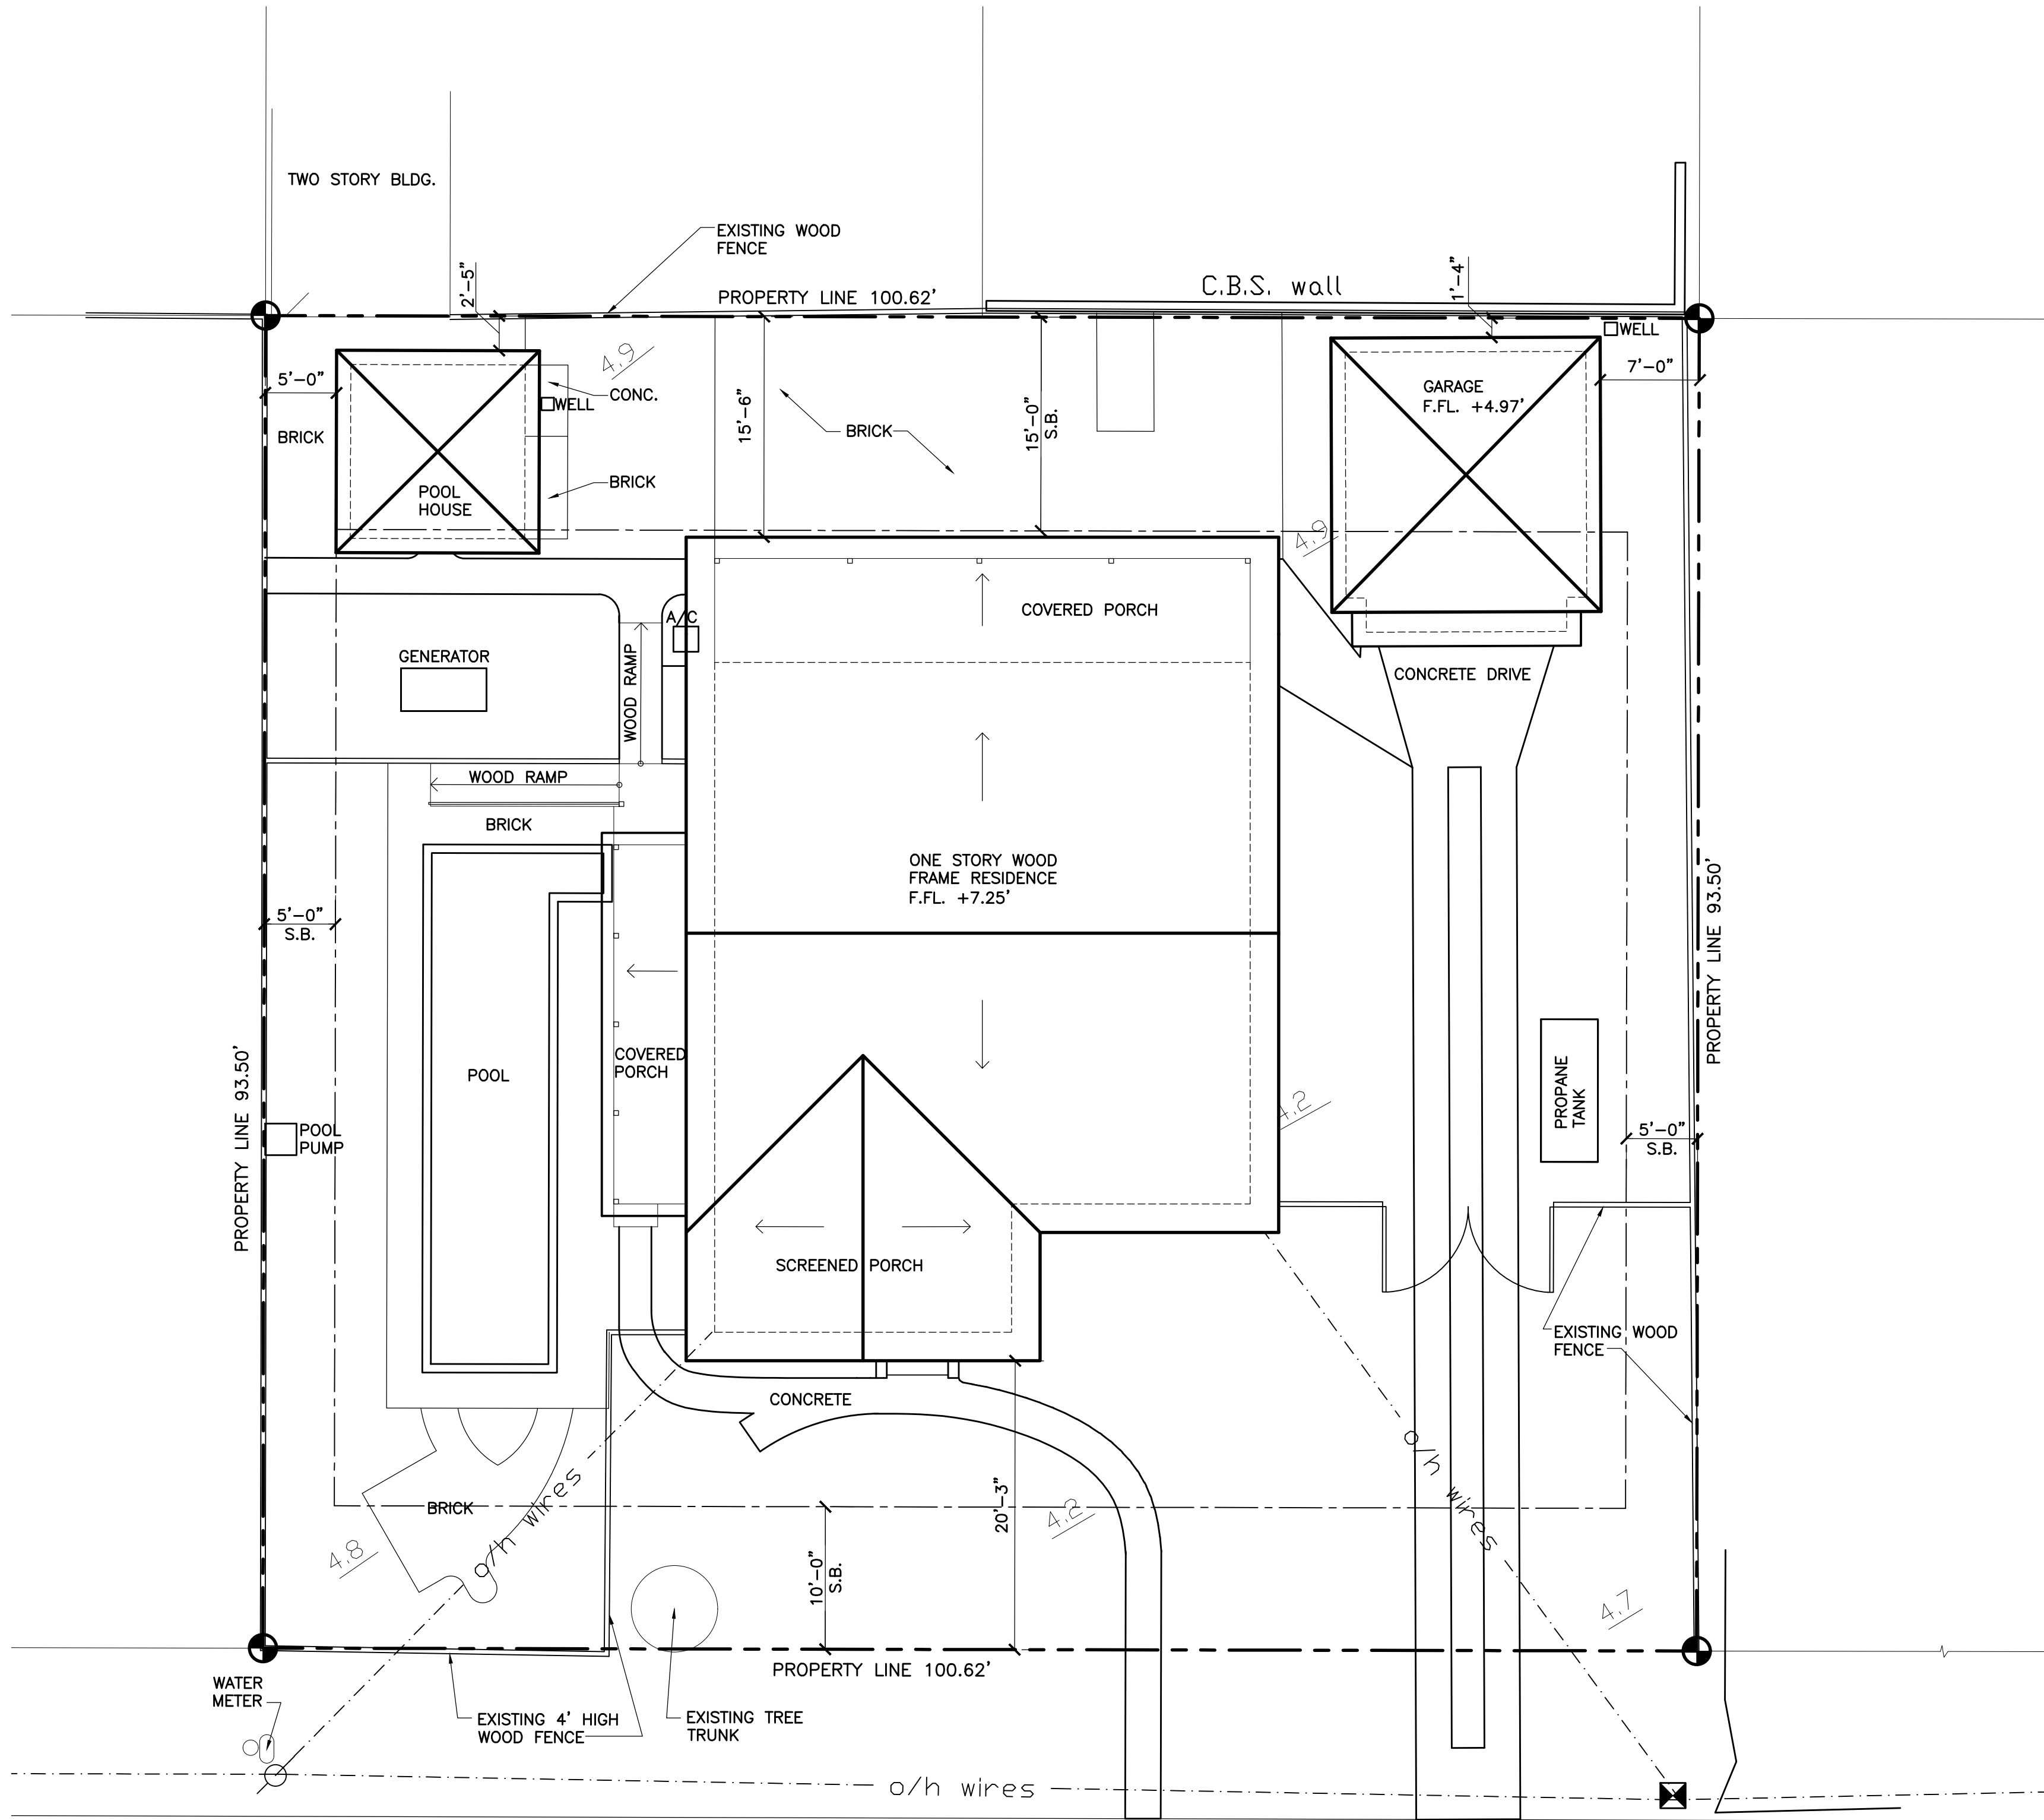 TWO STORY BLDG.
EXISTING WOOD
FENCE
2'-5"
PROPERTY LINE 100.62'
C.B.S. wall
1'-4"
WELL
5'-0"
4.9
CONC.
WELL
BRICK
15'-6"
BRICK
15'-0"
S.B.
GARAGE
F.FL. +4.97'
7'-0"
BRICK
POOL
HOUSE
4.9
A/C
COVERED PORCH
GENERATOR
WOOD RAMP
CONCRETE DRIVE
WOOD RAMP
BRICK
ONE STORY WOOD
FRAME RESIDENCE
F.FL. +7.25'
5'-0"
S.B.
PROPERTY LINE 93.50'
COVERED
PORCH
POOL
PROPERTY LINE 93.50'
PROPANE
TANK
4.2
POOL
PUMP
5'-0"
S.B.
SCREENED PORCH
EXISTING WOOD
FENCE
CONCRETE
o/h wires
BRICK
o/h wires
20'-3"
4.2
4.8
10'-0"
S.B.
4.7
PROPERTY LINE 100.62'
WATER
METER
EXISTING 4' HIGH
WOOD FENCE
EXISTING TREE
TRUNK
o/h wires